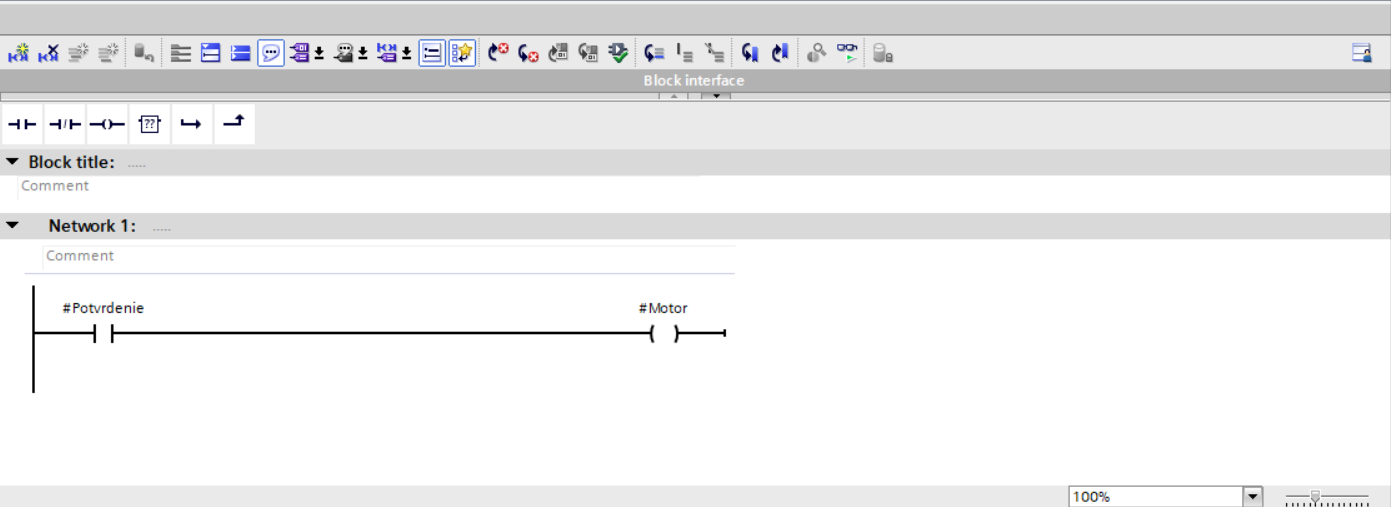 Block interface
??
Block title: .....
Comment
Network 1: .....
Comment
#Potvrdenie #Motor
100%